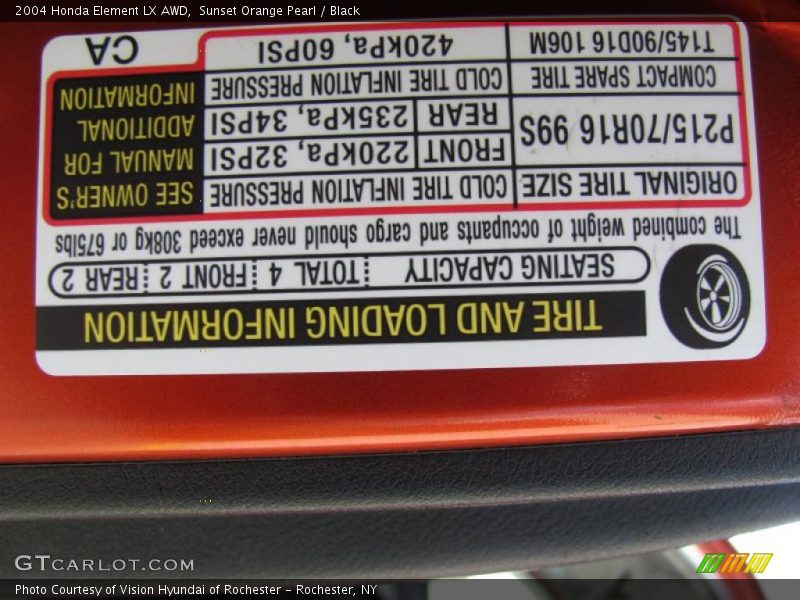 2004 Honda Element LX AWD,  Sunset Orange Pearl / Black
TIRE AND LOADING INFORMATION
SEATING CAPACITY TOTAL 4 FRONT 2 REAR 2
The combined weight of occupants and cargo should never exceed 308kg or 675lbs
ORIGINAL TIRE SIZE COLD TIRE INFLATION PRESSURE
P215/70R16 99S
FRONT 220kPa, 32PSI
REAR 235kPa, 34PSI
COMPACT SPARE TIRE COLD TIRE INFLATION PRESSURE
T145/90D16 106M 420kPa, 60PSI
SEE OWNER'S
MANUAL FOR
ADDITIONAL
INFORMATION
CA
GTCARLOT.COM
Photo Courtesy of Vision Hyundai of Rochester - Rochester, NY